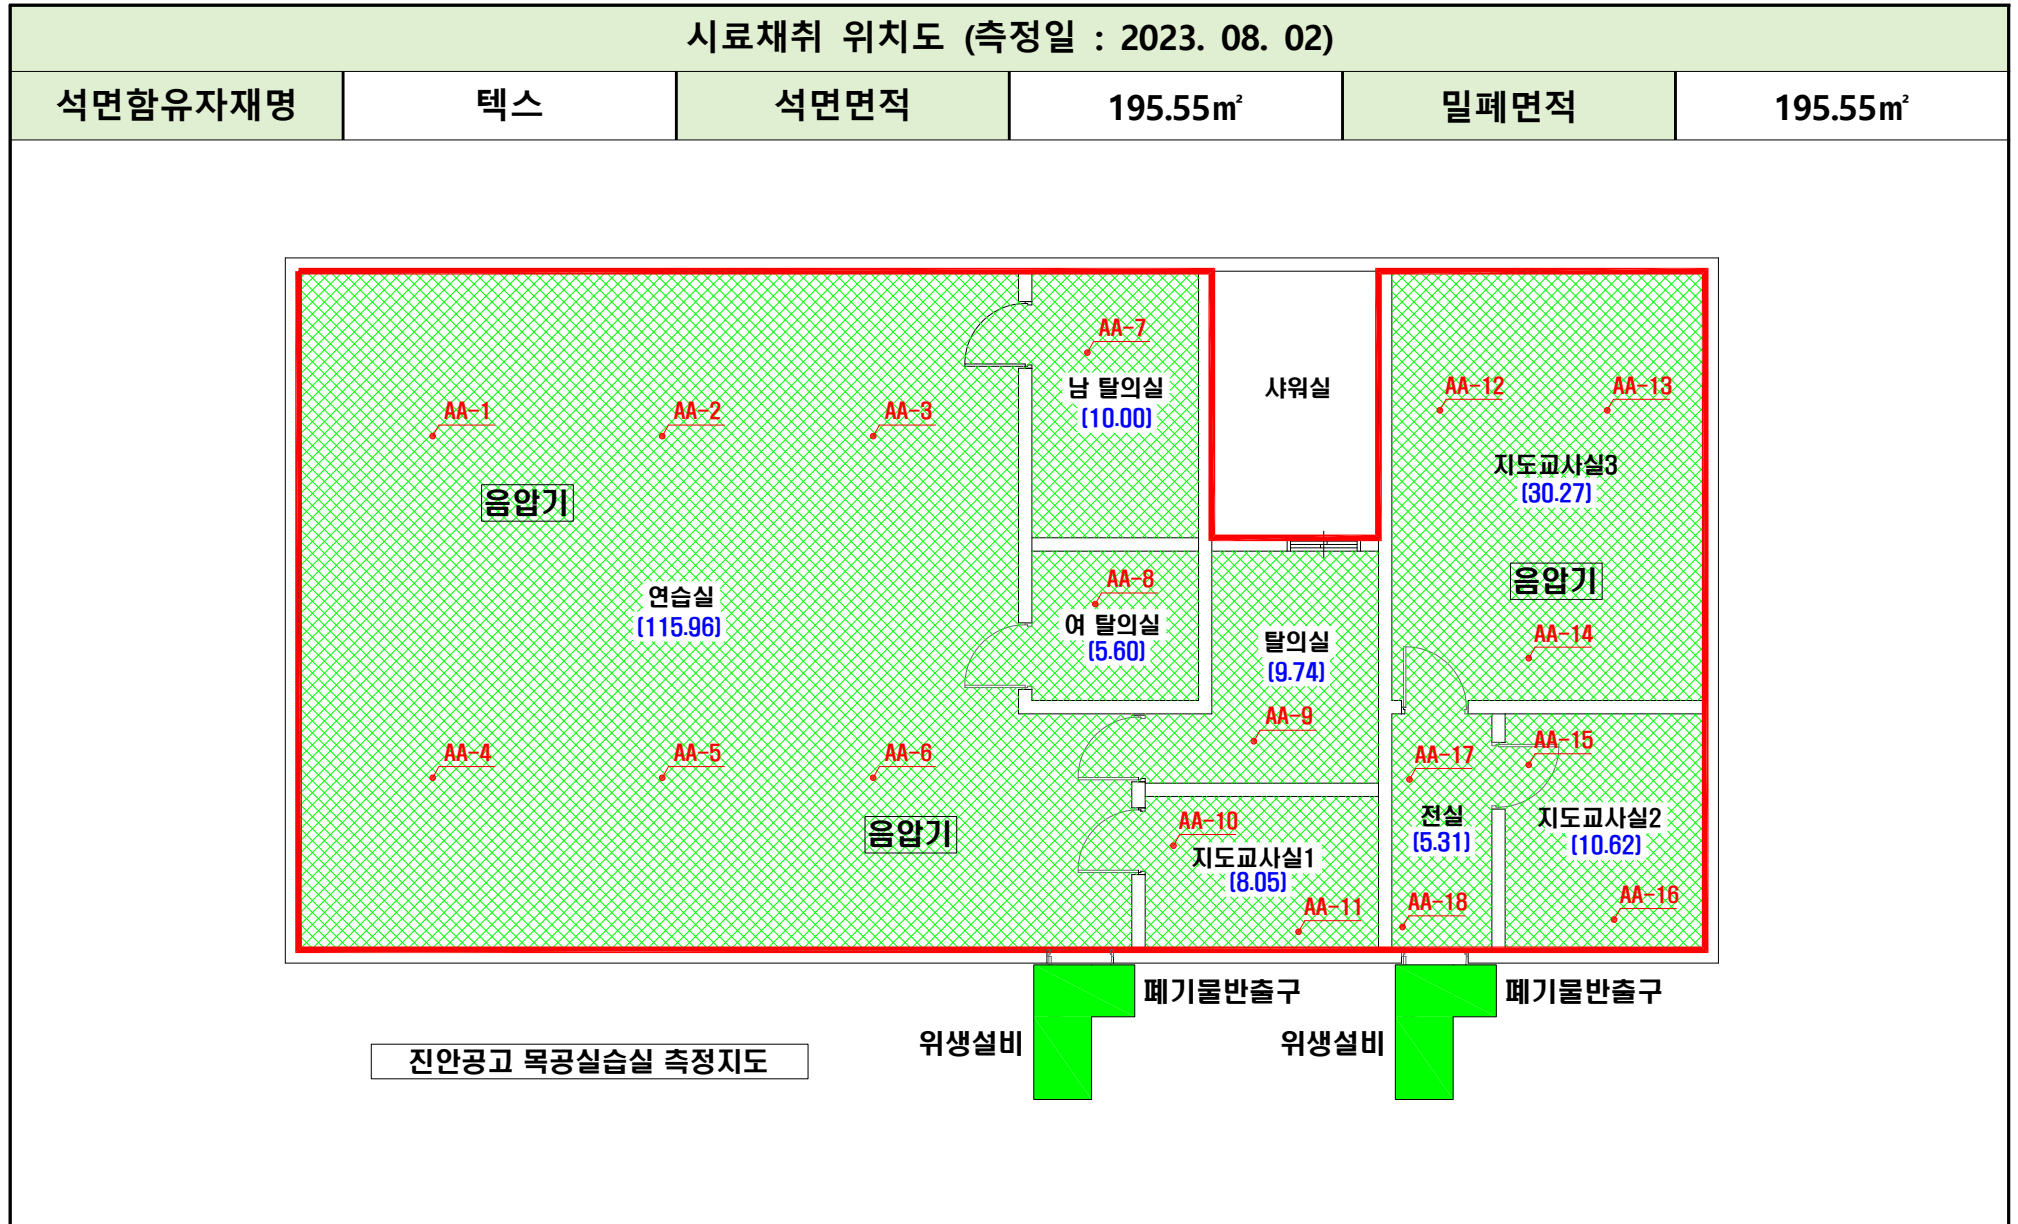 시료채취 위치도 (측정일 : 2023. 08. 02)
석면함유자재명 텍스 석면면적 195.55㎡ 밀폐면적 195.55㎡
AA-7
남 탈의실
(10.00)
샤워실
AA-12 AA-13
AA-1 AA-2 AA-3
지도교사실3
(30.27)
음압기
음압기
AA-8
연습실
(115.96)
여 탈의실
(5.60)
탈의실
(9.74)
AA-14
AA-9
AA-4 AA-5 AA-6
AA-17 AA-15
음압기
AA-10
지도교사실1
(8.05)
전실
(5.31)
지도교사실2
(10.62)
AA-11 AA-18 AA-16
폐기물반출구 폐기물반출구
위생설비 위생설비
진안공고 목공실습실 측정지도